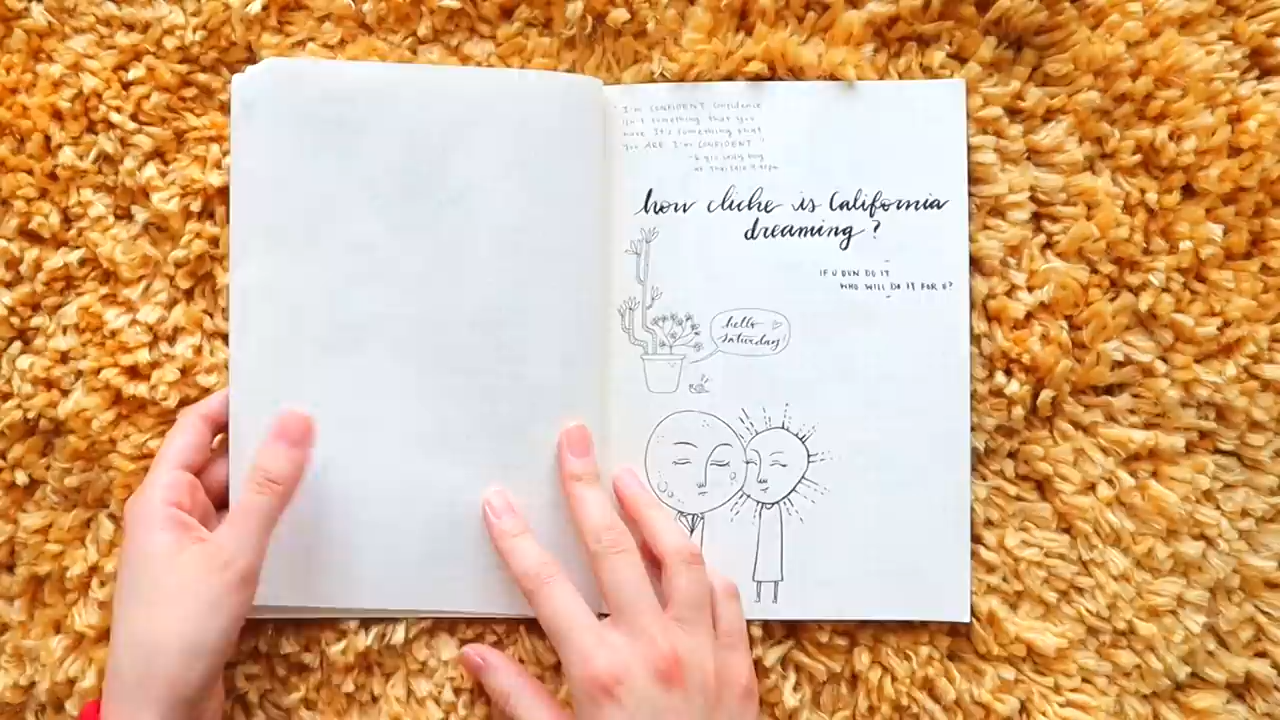 "I'm CONFIDENT Confidence
isn't something that you
have It's something that
you ARE I'm CONFIDENT"
how cliche is California
dreaming?
IF U DUN DO IT
WHO WILL DO IT FOR U?
hello
saturday!